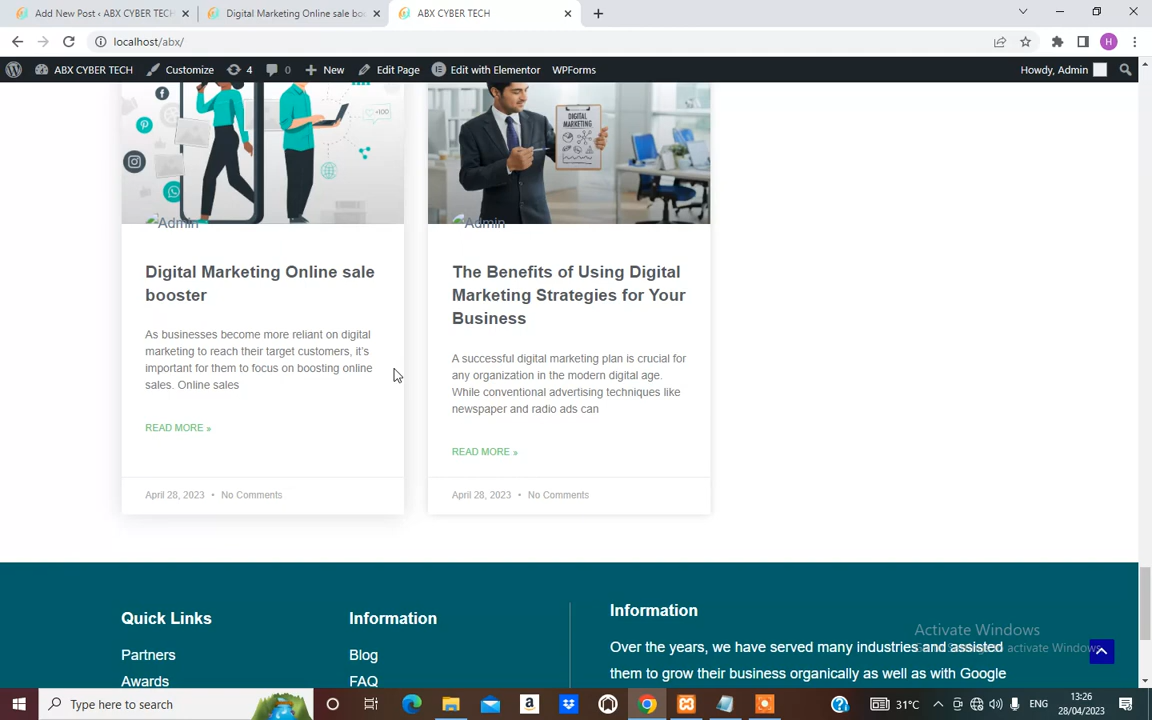 Add New Post ‹ ABX CYBER TECH
Digital Marketing Online sale bo
ABX CYBER TECH
localhost/abx/
ABX CYBER TECH
Customize
4
0
New
Edit Page
Edit with Elementor
WPForms
Howdy, Admin
+100
DIGITAL
MARKETING
Admin
Admin
Digital Marketing Online sale
booster
As businesses become more reliant on digital
marketing to reach their target customers, it's
important for them to focus on boosting online
sales. Online sales
READ MORE »
April 28, 2023 • No Comments
The Benefits of Using Digital
Marketing Strategies for Your
Business
A successful digital marketing plan is crucial for
any organization in the modern digital age.
While conventional advertising techniques like
newspaper and radio ads can
READ MORE »
April 28, 2023 • No Comments
Quick Links
Partners
Awards
Information
Blog
FAQ
Information
Over the years, we have served many industries and assisted
them to grow their business organically as well as with Google
Activate Windows
activate Windows.
Type here to search
31°C
ENG
13:26
28/04/2023